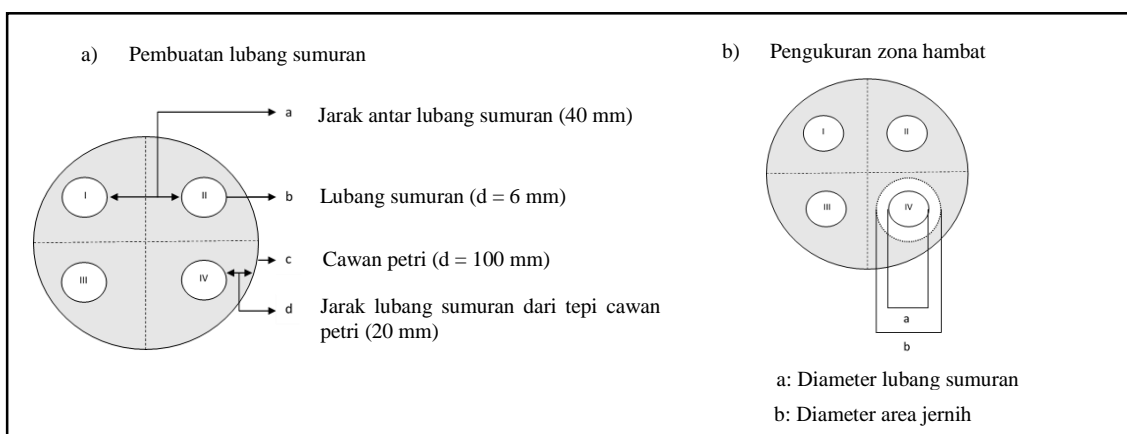 a) Pembuatan lubang sumuran
a Jarak antar lubang sumuran (40 mm)
I II b Lubang sumuran (d = 6 mm)
c Cawan petri (d = 100 mm)
III IV
d Jarak lubang sumuran dari tepi cawan
petri (20 mm)
b) Pengukuran zona hambat
I II
III IV
a
b
a: Diameter lubang sumuran
b: Diameter area jernih